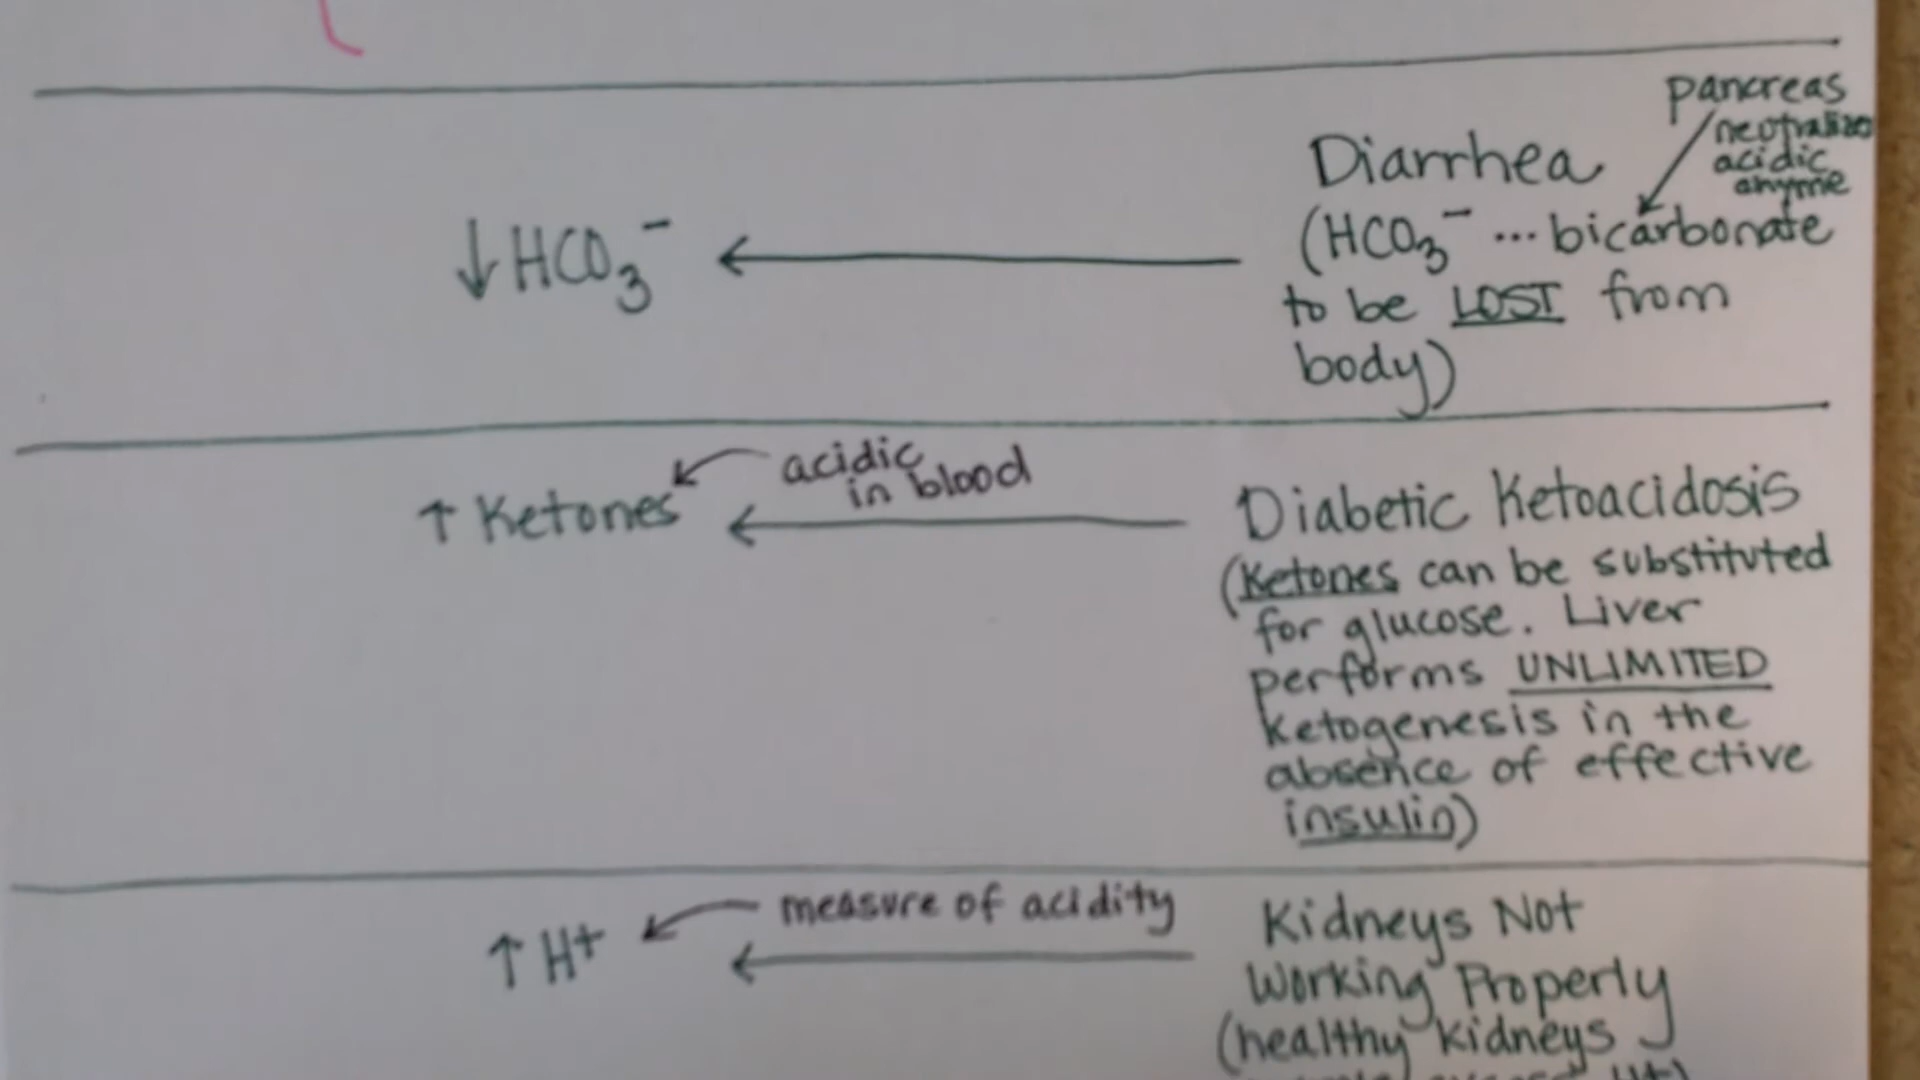 pancreas
neutralize
acidic
Diarrhea
(HCO3⁻ ... bicarbonate
to be LOST from
body)
↓ HCO3⁻
acidic
in blood
↑ Ketones
Diabetic Ketoacidosis
(Ketones can be substituted
for glucose. Liver
performs UNLIMITED
ketogenesis in the
absence of effective
insulin)
measure of acidity
↑ H+
Kidneys Not
Working Properly
(healthy kidneys